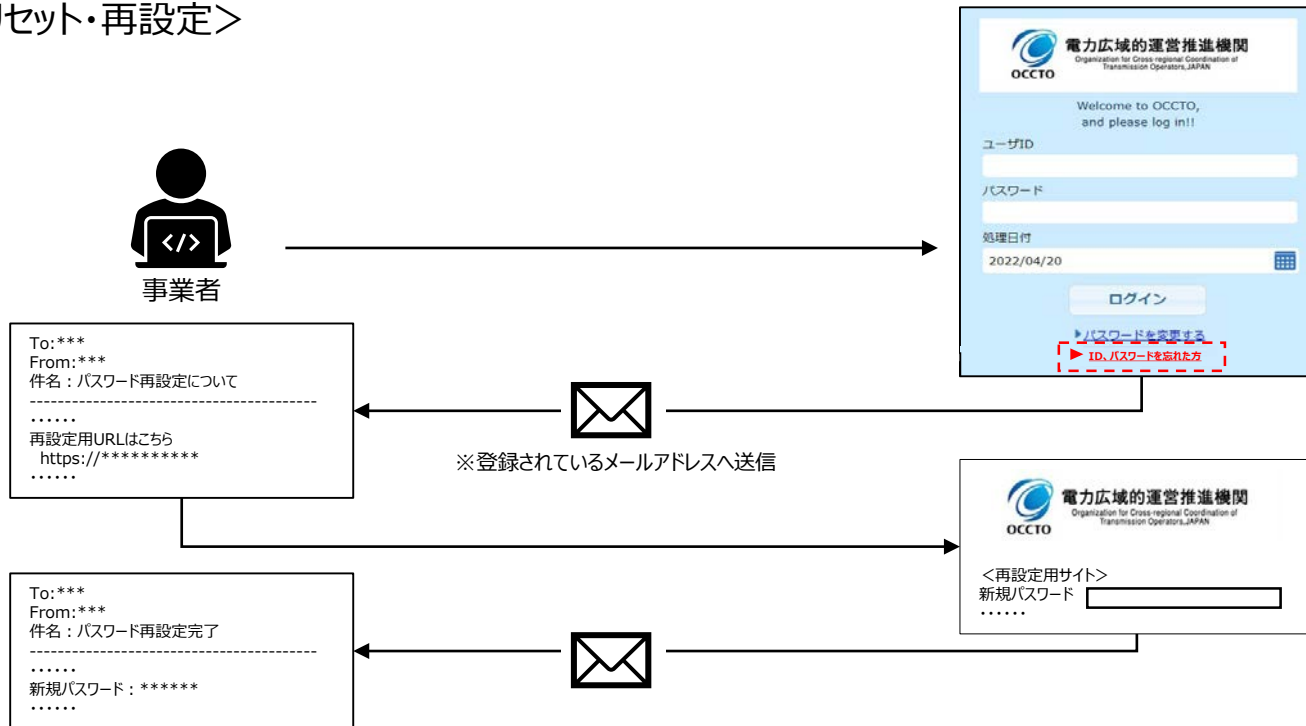 リセット・再設定＞
OCCTO
電力広域的運営推進機関
Organization for Cross-regional Coordination of
Transmission Operators,JAPAN
Welcome to OCCTO,
and please log in!!
ユーザID
パスワード
処理日付
2022/04/20
ログイン
パスワードを変更する
ID、パスワードを忘れた方
</>
事業者
To:***
From:***
件名：パスワード再設定について
-----------------------------------------
・・・・・・
再設定用URLはこちら
https://**********
・・・・・・
※登録されているメールアドレスへ送信
OCCTO
電力広域的運営推進機関
Organization for Cross-regional Coordination of
Transmission Operators,JAPAN
＜再設定用サイト＞
新規パスワード
・・・・・・
To:***
From:***
件名：パスワード再設定完了
-----------------------------------------
・・・・・・
新規パスワード：******
・・・・・・